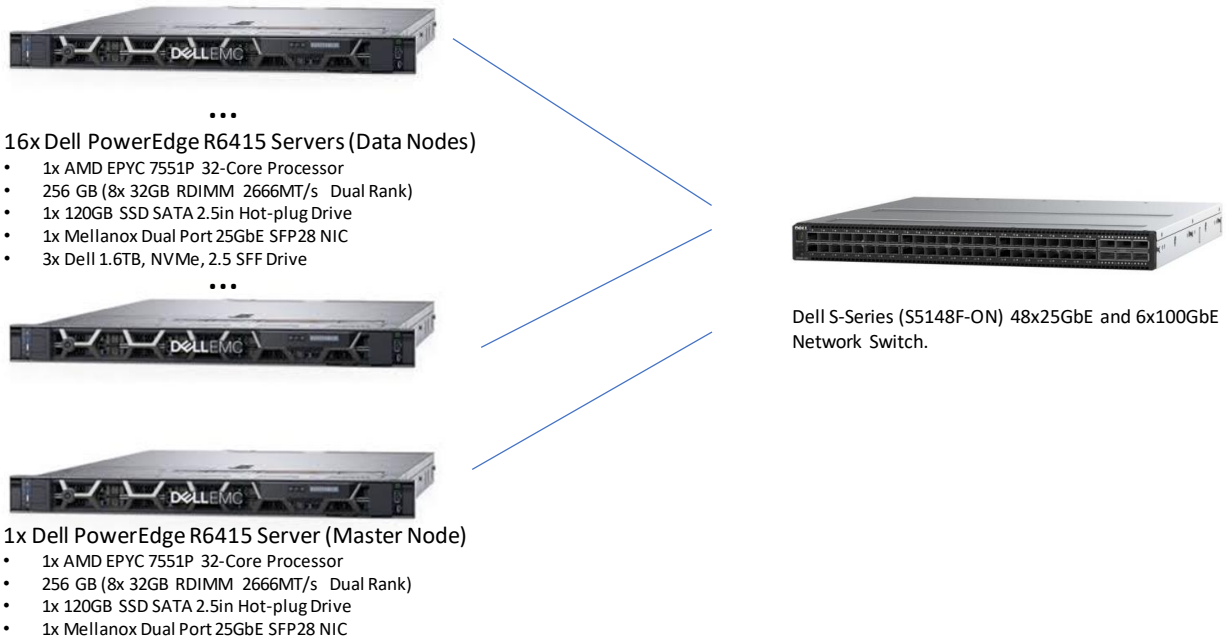 DELLEMC
...
16x Dell PowerEdge R6415 Servers (Data Nodes)
• 1x AMD EPYC 7551P 32-Core Processor
• 256 GB (8x 32GB RDIMM 2666MT/s Dual Rank)
• 1x 120GB SSD SATA 2.5in Hot-plug Drive
• 1x Mellanox Dual Port 25GbE SFP28 NIC
• 3x Dell 1.6TB, NVMe, 2.5 SFF Drive
...
DELLEMC
DELLEMC
1x Dell PowerEdge R6415 Server (Master Node)
• 1x AMD EPYC 7551P 32-Core Processor
• 256 GB (8x 32GB RDIMM 2666MT/s Dual Rank)
• 1x 120GB SSD SATA 2.5in Hot-plug Drive
• 1x Mellanox Dual Port 25GbE SFP28 NIC
Dell S-Series (S5148F-ON) 48x25GbE and 6x100GbE
Network Switch.